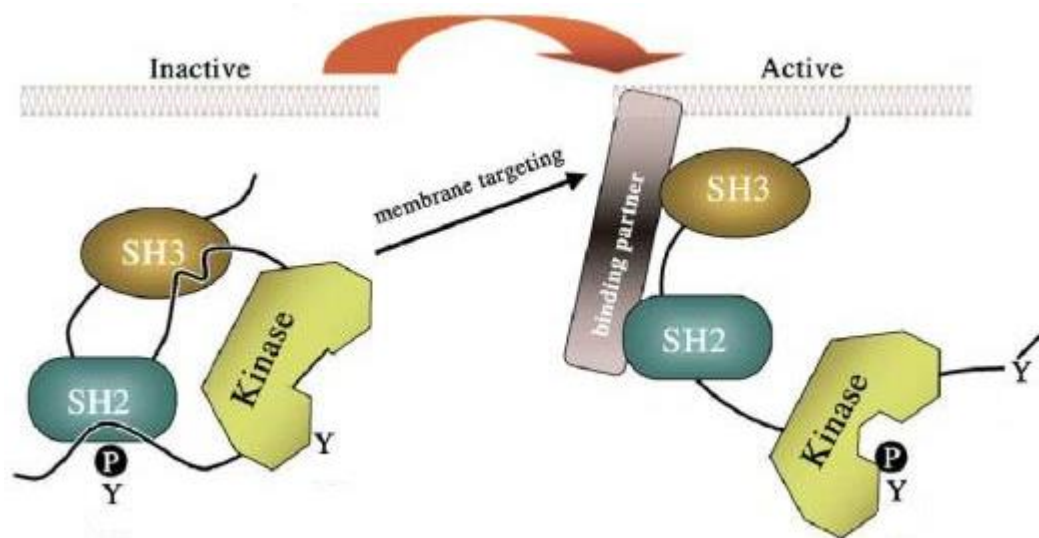 Inactive
Active
membrane targeting
SH3
SH3
binding partner
Kinase
SH2
SH2
Y
Kinase
Y
P
Y
P
Y